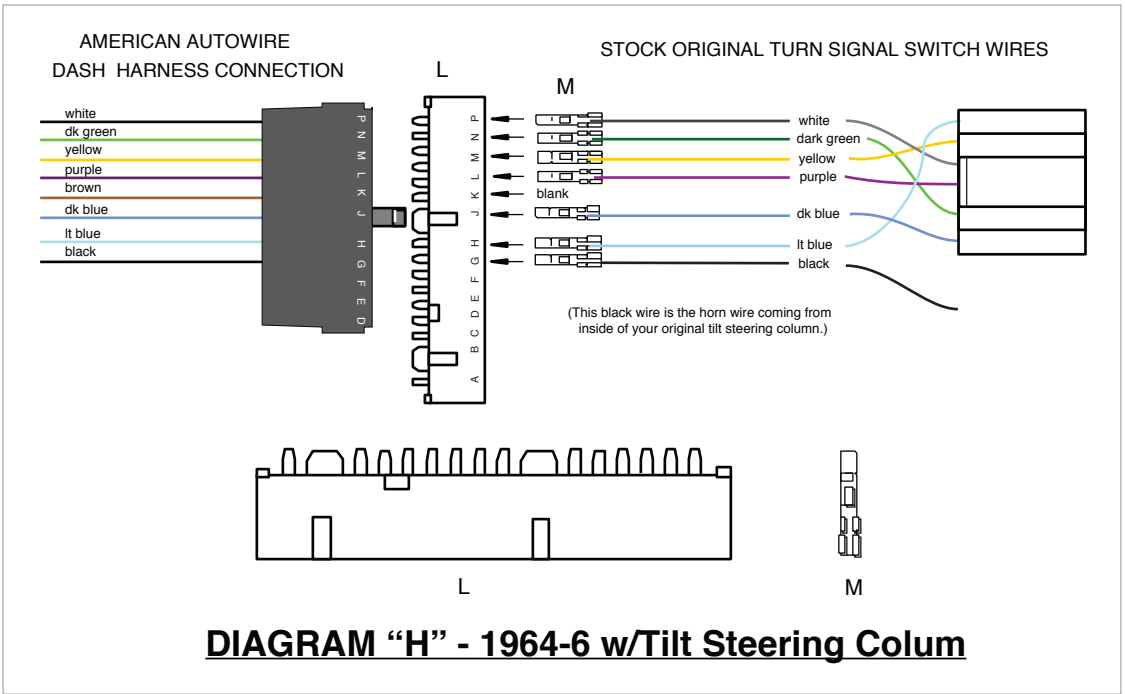 AMERICAN AUTOWIRE
DASH HARNESS CONNECTION
L
M
STOCK ORIGINAL TURN SIGNAL SWITCH WIRES
white
dk green
yellow
purple
brown
dk blue
lt blue
black
P
N
M
L
K
J
H
G
F
E
D
P
N
M
L
K
J
H
G
F
E
D
C
B
A
blank
white
dark green
yellow
purple
dk blue
lt blue
black
(This black wire is the horn wire coming from
inside of your original tilt steering column.)
L
M
DIAGRAM “H” - 1964-6 w/Tilt Steering Colum